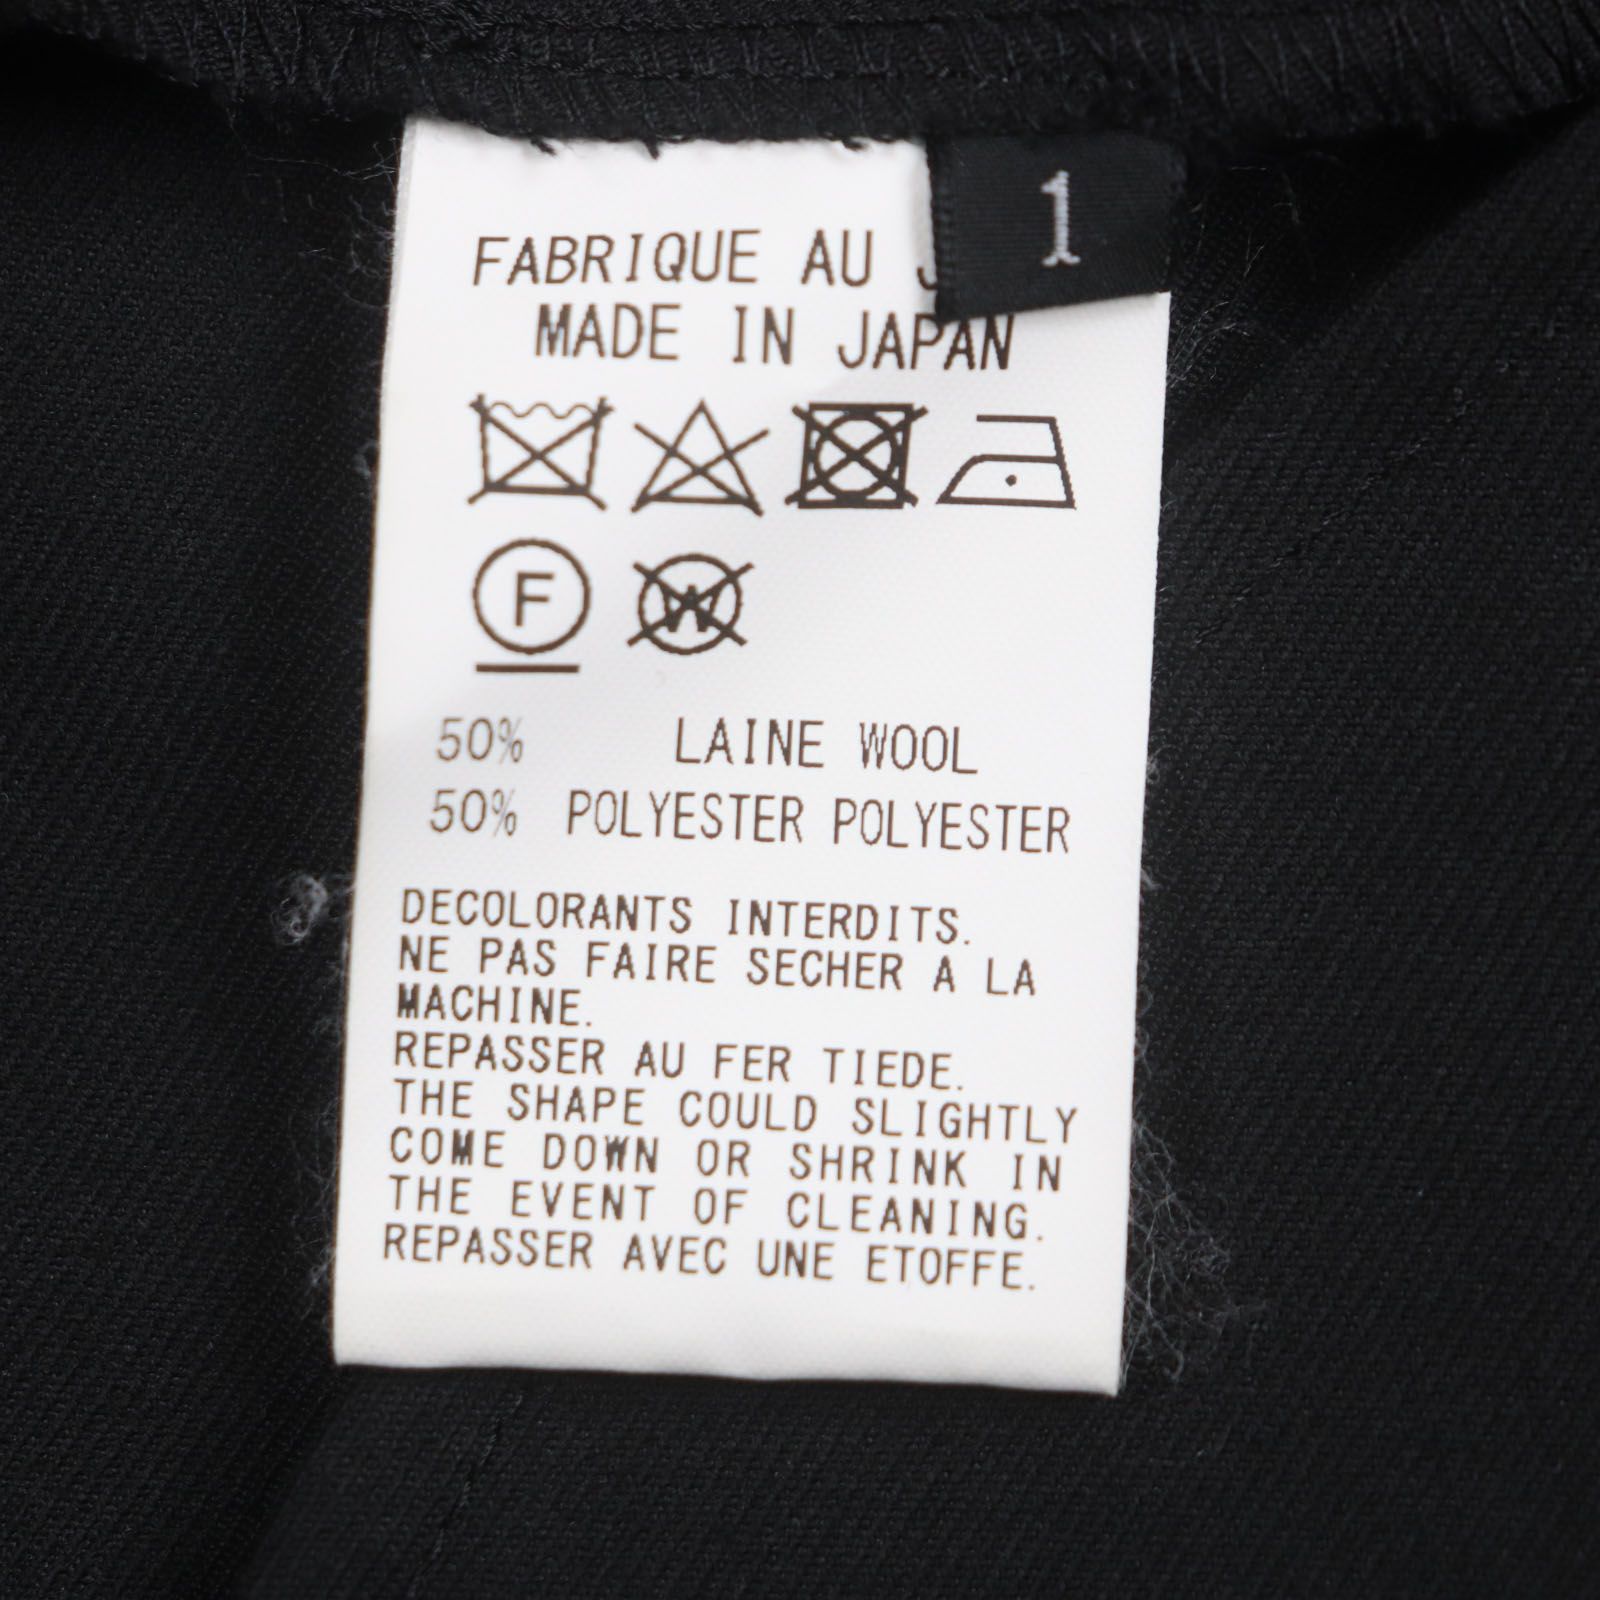 1
FABRIQUE AU
MADE IN JAPAN
F
W
50% LAINE WOOL
50% POLYESTER POLYESTER
DECOLORANTS INTERDITS.
NE PAS FAIRE SECHER A LA
MACHINE.
REPASSER AU FER TIEDE.
THE SHAPE COULD SLIGHTLY
COME DOWN OR SHRINK IN
THE EVENT OF CLEANING.
REPASSER AVEC UNE ETOFFE.